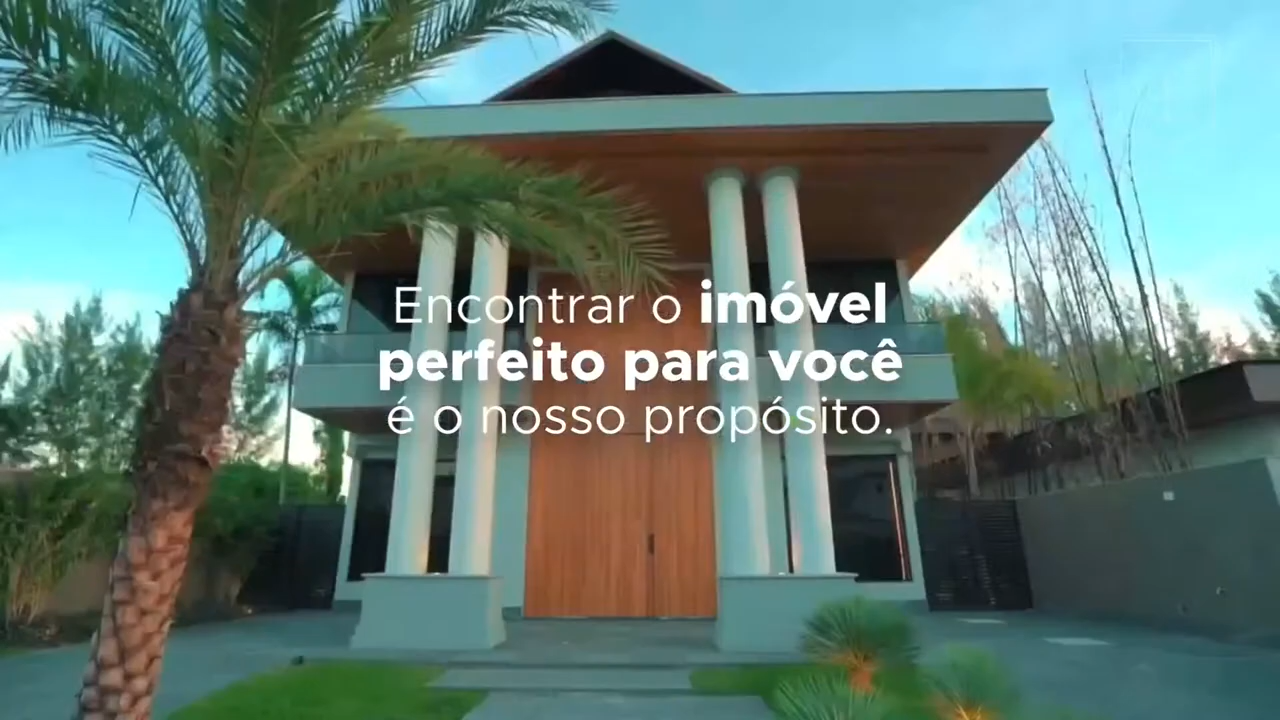 Encontrar o imóvel
perfeito para você
é o nosso propósito.